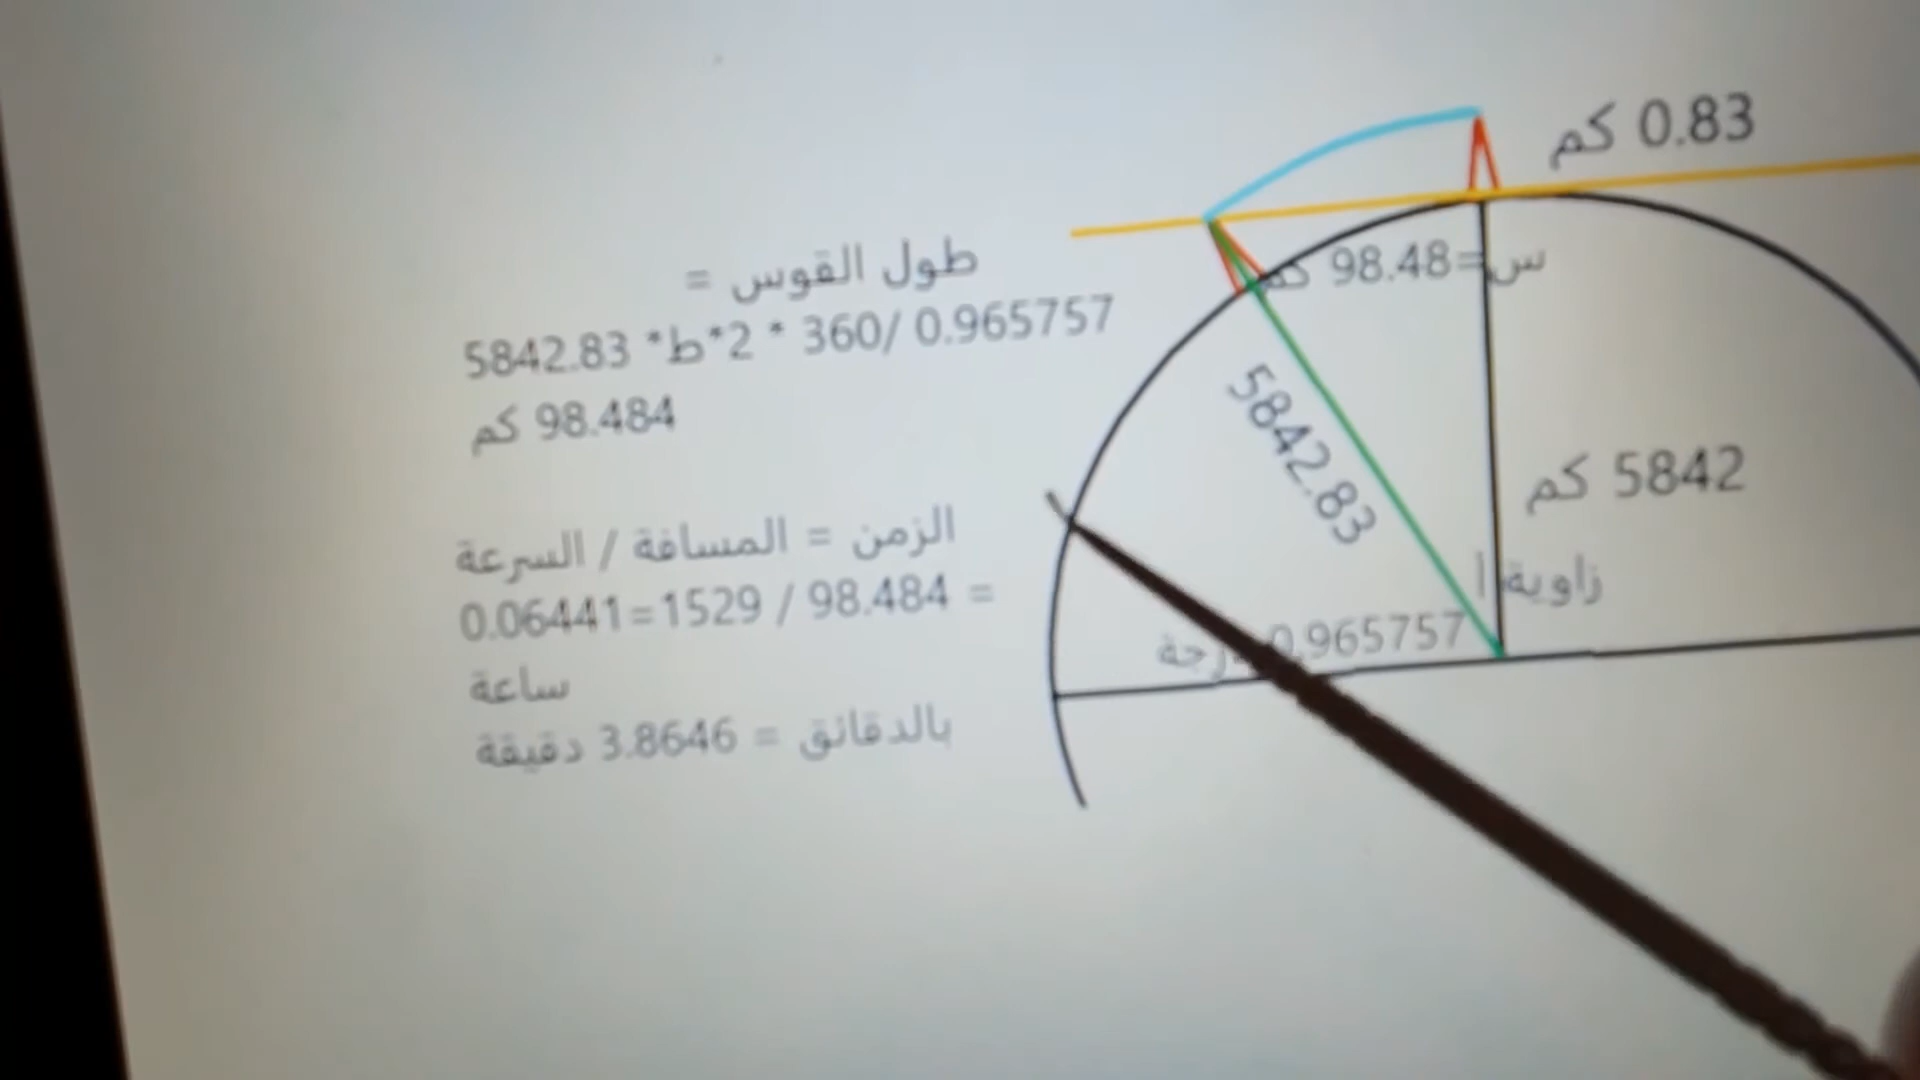 طول القوس =
5842.83 *ط*2 * 360/ 0.965757
98.484 كم
الزمن = المسافة / السرعة
= 98.484 / 1529=0.06441
ساعة
بالدقائق = 3.8646 دقيقة
0.83 كم
س=98.48 كم
5842.83
5842 كم
زاوية أ
0.965757 درجة